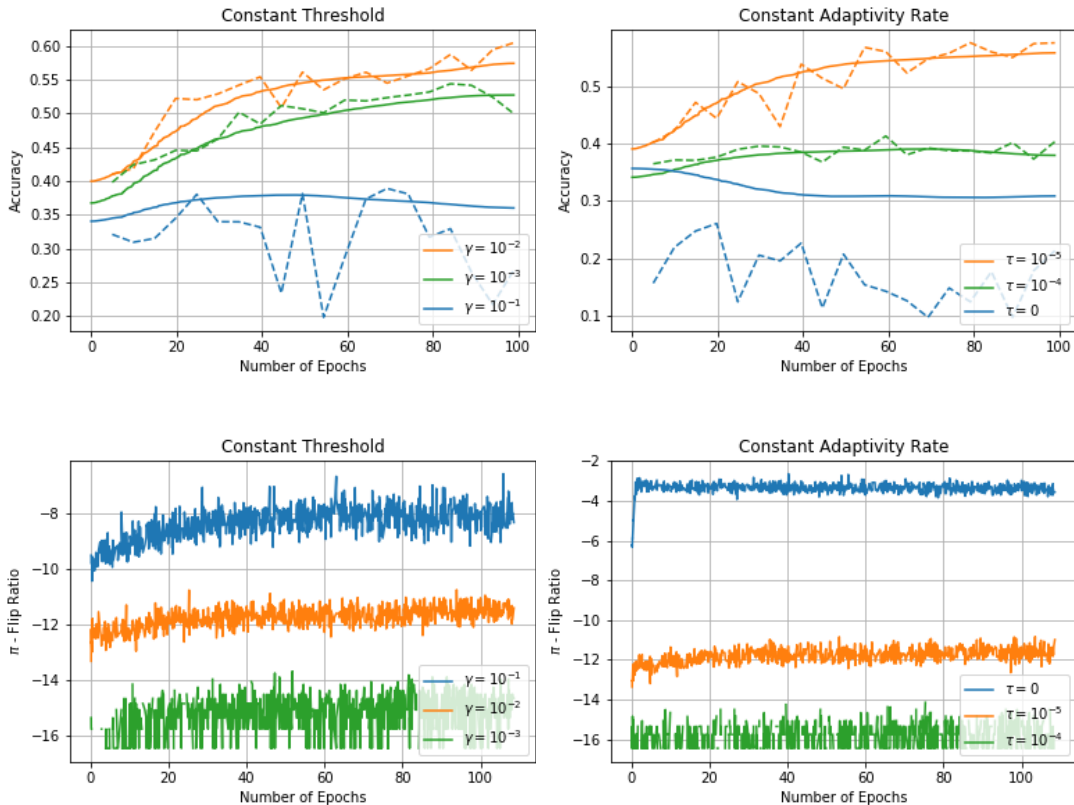 Constant Threshold
Accuracy
0.60
0.55
0.50
0.45
0.40
0.35
0.30
0.25
0.20
0 20 40 60 80 100
Number of Epochs
γ = 10⁻²
γ = 10⁻³
γ = 10⁻¹
Constant Adaptivity Rate
Accuracy
0.5
0.4
0.3
0.2
0.1
0 20 40 60 80 100
Number of Epochs
τ = 10⁻⁵
τ = 10⁻⁴
τ = 0
Constant Threshold
π - Flip Ratio
−8
−10
−12
−14
−16
0 20 40 60 80 100
Number of Epochs
γ = 10⁻¹
γ = 10⁻²
γ = 10⁻³
Constant Adaptivity Rate
π - Flip Ratio
−2
−4
−6
−8
−10
−12
−14
−16
0 20 40 60 80 100
Number of Epochs
τ = 0
τ = 10⁻⁵
τ = 10⁻⁴